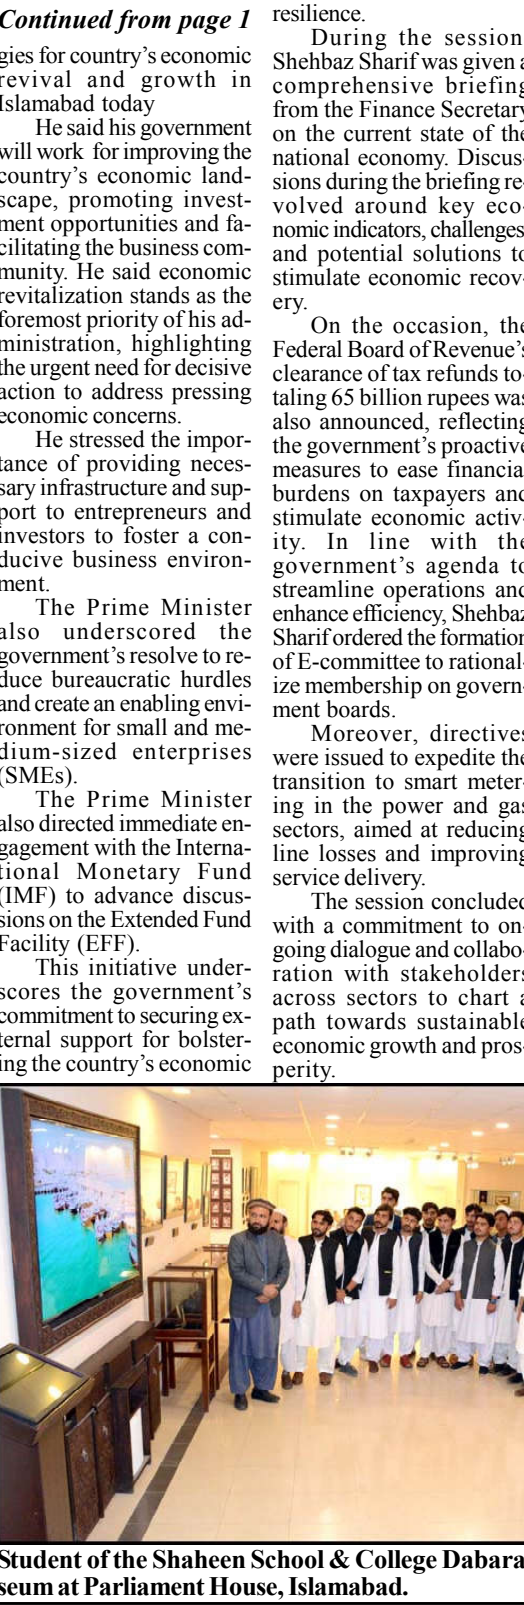 Continued from page 1
gies for country's economic
revival and growth in
Islamabad today
He said his government
will work for improving the
country's economic land-
scape, promoting invest-
ment opportunities and fa-
cilitating the business com-
munity. He said economic
revitalization stands as the
foremost priority of his ad-
ministration, highlighting
the urgent need for decisive
action to address pressing
economic concerns.
He stressed the impor-
tance of providing neces-
sary infrastructure and sup-
port to entrepreneurs and
investors to foster a con-
ducive business environ-
ment.
The Prime Minister
also underscored the
government's resolve to re-
duce bureaucratic hurdles
and create an enabling envi-
ronment for small and me-
dium-sized enterprises
(SMEs).
The Prime Minister
also directed immediate en-
gagement with the Interna-
tional Monetary Fund
(IMF) to advance discus-
sions on the Extended Fund
Facility (EFF).
This initiative under-
scores the government's
commitment to securing ex-
ternal support for bolster-
ing the country's economic
resilience.
During the session,
Shehbaz Sharif was given a
comprehensive briefing
from the Finance Secretary
on the current state of the
national economy. Discus-
sions during the briefing re-
volved around key eco-
nomic indicators, challenges,
and potential solutions to
stimulate economic recov-
ery.
On the occasion, the
Federal Board of Revenue's
clearance of tax refunds to-
taling 65 billion rupees was
also announced, reflecting
the government's proactive
measures to ease financial
burdens on taxpayers and
stimulate economic activ-
ity. In line with the
government's agenda to
streamline operations and
enhance efficiency, Shehbaz
Sharif ordered the formation
of E-committee to rational-
ize membership on govern-
ment boards.
Moreover, directives
were issued to expedite the
transition to smart meter-
ing in the power and gas
sectors, aimed at reducing
line losses and improving
service delivery.
The session concluded
with a commitment to on-
going dialogue and collabo-
ration with stakeholders
across sectors to chart a
path towards sustainable
economic growth and pros-
perity.
Student of the Shaheen School & College Dabara
seum at Parliament House, Islamabad.